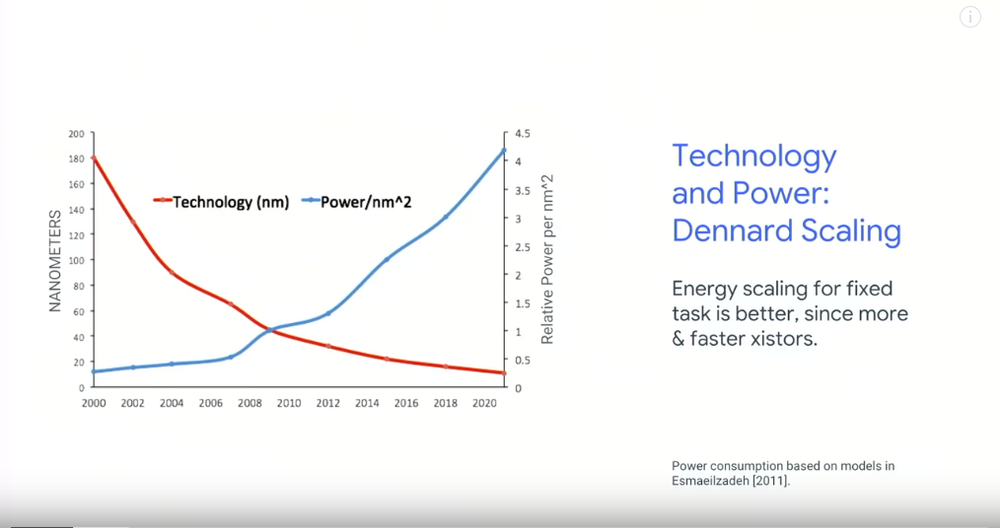 Technology
and Power:
Dennard Scaling
Energy scaling for fixed
task is better, since more
& faster xistors.
Power consumption based on models in
Esmaeilzadeh [2011].
Technology (nm) Power/nm^2
NANOMETERS
200
180
160
140
120
100
80
60
40
20
0
Relative Power per nm^2
4.5
4
3.5
3
2.5
2
1.5
1
0.5
0
2000 2002 2004 2006 2008 2010 2012 2014 2016 2018 2020
i